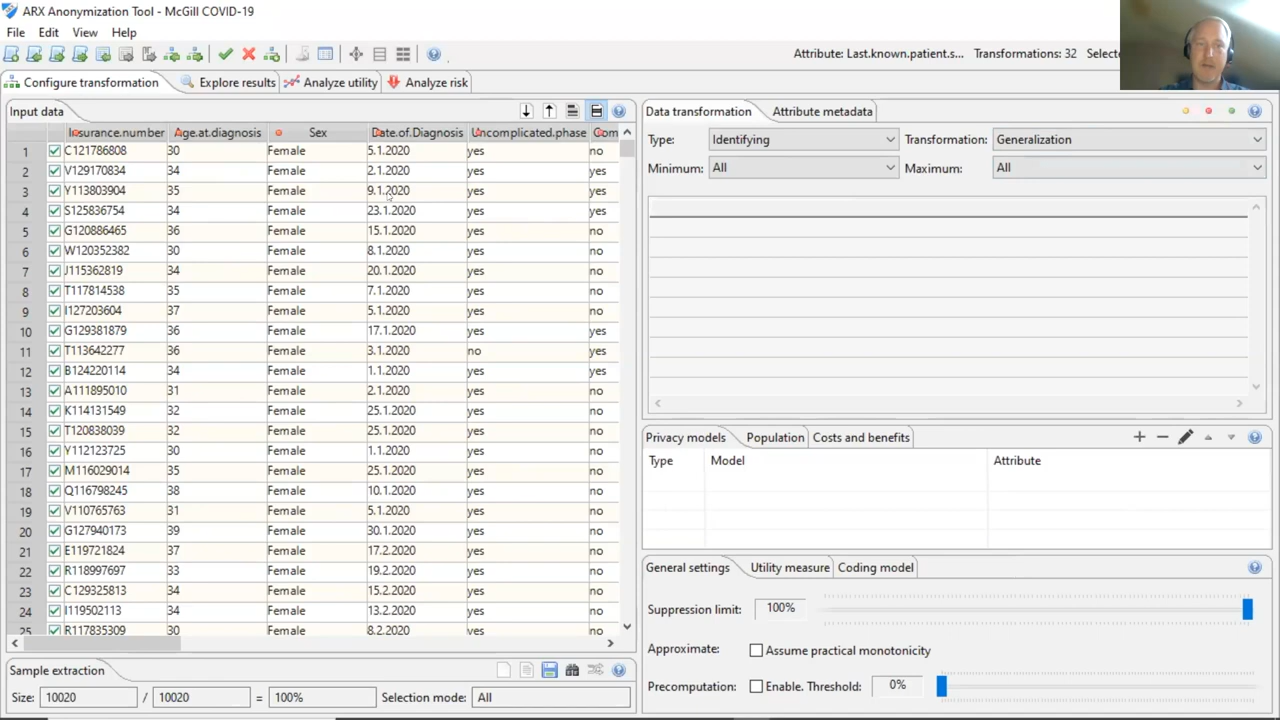 ARX Anonymization Tool - McGill COVID-19
File Edit View Help
Attribute: Last.known.patient.s... Transformations: 32 Selecte
Configure transformation Explore results Analyze utility Analyze risk
Input data
Insurance.number Age.at.diagnosis Sex Date.of.Diagnosis Uncomplicated.phase Com
1 C121786808 30 Female 5.1.2020 yes no
2 V129170834 34 Female 2.1.2020 yes yes
3 Y113803904 35 Female 9.1.2020 yes yes
4 S125836754 34 Female 23.1.2020 yes yes
5 G120886465 36 Female 15.1.2020 yes no
6 W120352382 30 Female 8.1.2020 yes no
7 J115362819 34 Female 20.1.2020 yes no
8 T117814538 35 Female 7.1.2020 yes no
9 I127203604 37 Female 5.1.2020 yes no
10 G129381879 36 Female 17.1.2020 yes yes
11 T113642277 36 Female 3.1.2020 no yes
12 B124220114 34 Female 1.1.2020 yes yes
13 A111895010 31 Female 2.1.2020 yes no
14 K114131549 32 Female 25.1.2020 yes no
15 T120838039 32 Female 25.1.2020 yes no
16 Y112123725 30 Female 1.1.2020 yes no
17 M116029014 35 Female 25.1.2020 yes no
18 Q116798245 38 Female 10.1.2020 yes no
19 V110765763 31 Female 5.1.2020 yes no
20 G127940173 39 Female 30.1.2020 yes no
21 E119721824 37 Female 17.2.2020 yes no
22 R118997697 33 Female 19.2.2020 yes no
23 C129325813 34 Female 15.2.2020 yes no
24 I119502113 34 Female 13.2.2020 yes no
25 R117835309 30 Female 8.2.2020 yes no
Sample extraction
Size: 10020 / 10020 = 100% Selection mode: All
Data transformation Attribute metadata
Type: Identifying Transformation: Generalization
Minimum: All Maximum: All
Privacy models Population Costs and benefits
Type Model Attribute
General settings Utility measure Coding model
Suppression limit: 100%
Approximate: Assume practical monotonicity
Precomputation: Enable. Threshold: 0%